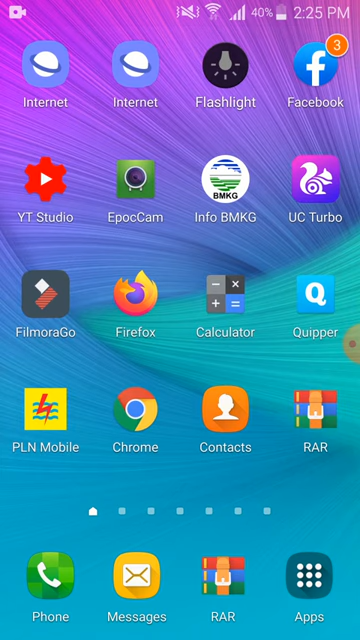 40% 2:25 PM
3
Internet Internet Flashlight Facebook
BMKG
YT Studio EpocCam Info BMKG UC Turbo
Q
FilmoraGo Firefox Calculator Quipper
PLN Mobile Chrome Contacts RAR
Phone Messages RAR Apps